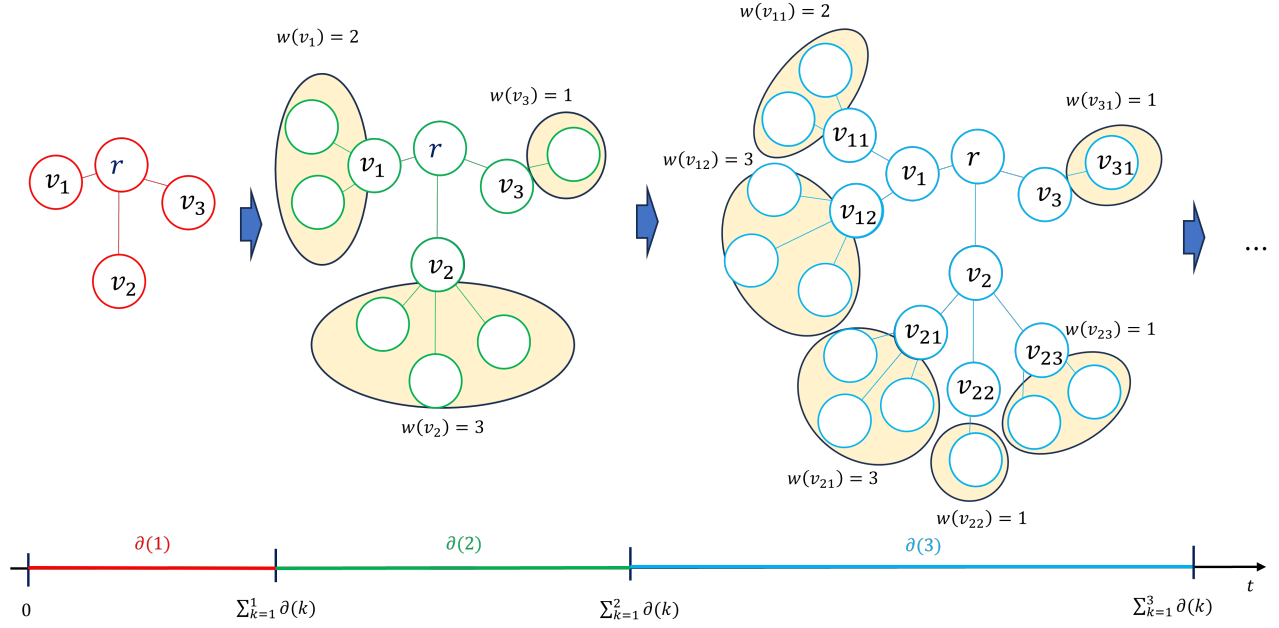 w(v₁₁) = 2
w(v₁) = 2
w(v₃) = 1
w(v₃₁) = 1
v₁
r
v₃
v₂
v₁
r
v₃
v₂
w(v₂) = 3
v₁₁
w(v₁₂) = 3
v₁₂
v₁
r
v₃
v₃₁
v₂
v₂₁
v₂₂
v₂₃
w(v₂₃) = 1
w(v₂₁) = 3
w(v₂₂) = 1
...
∂(1)
∂(2)
∂(3)
0
∑¹ₖ₌₁ ∂(k)
∑²ₖ₌₁ ∂(k)
∑³ₖ₌₁ ∂(k)
t